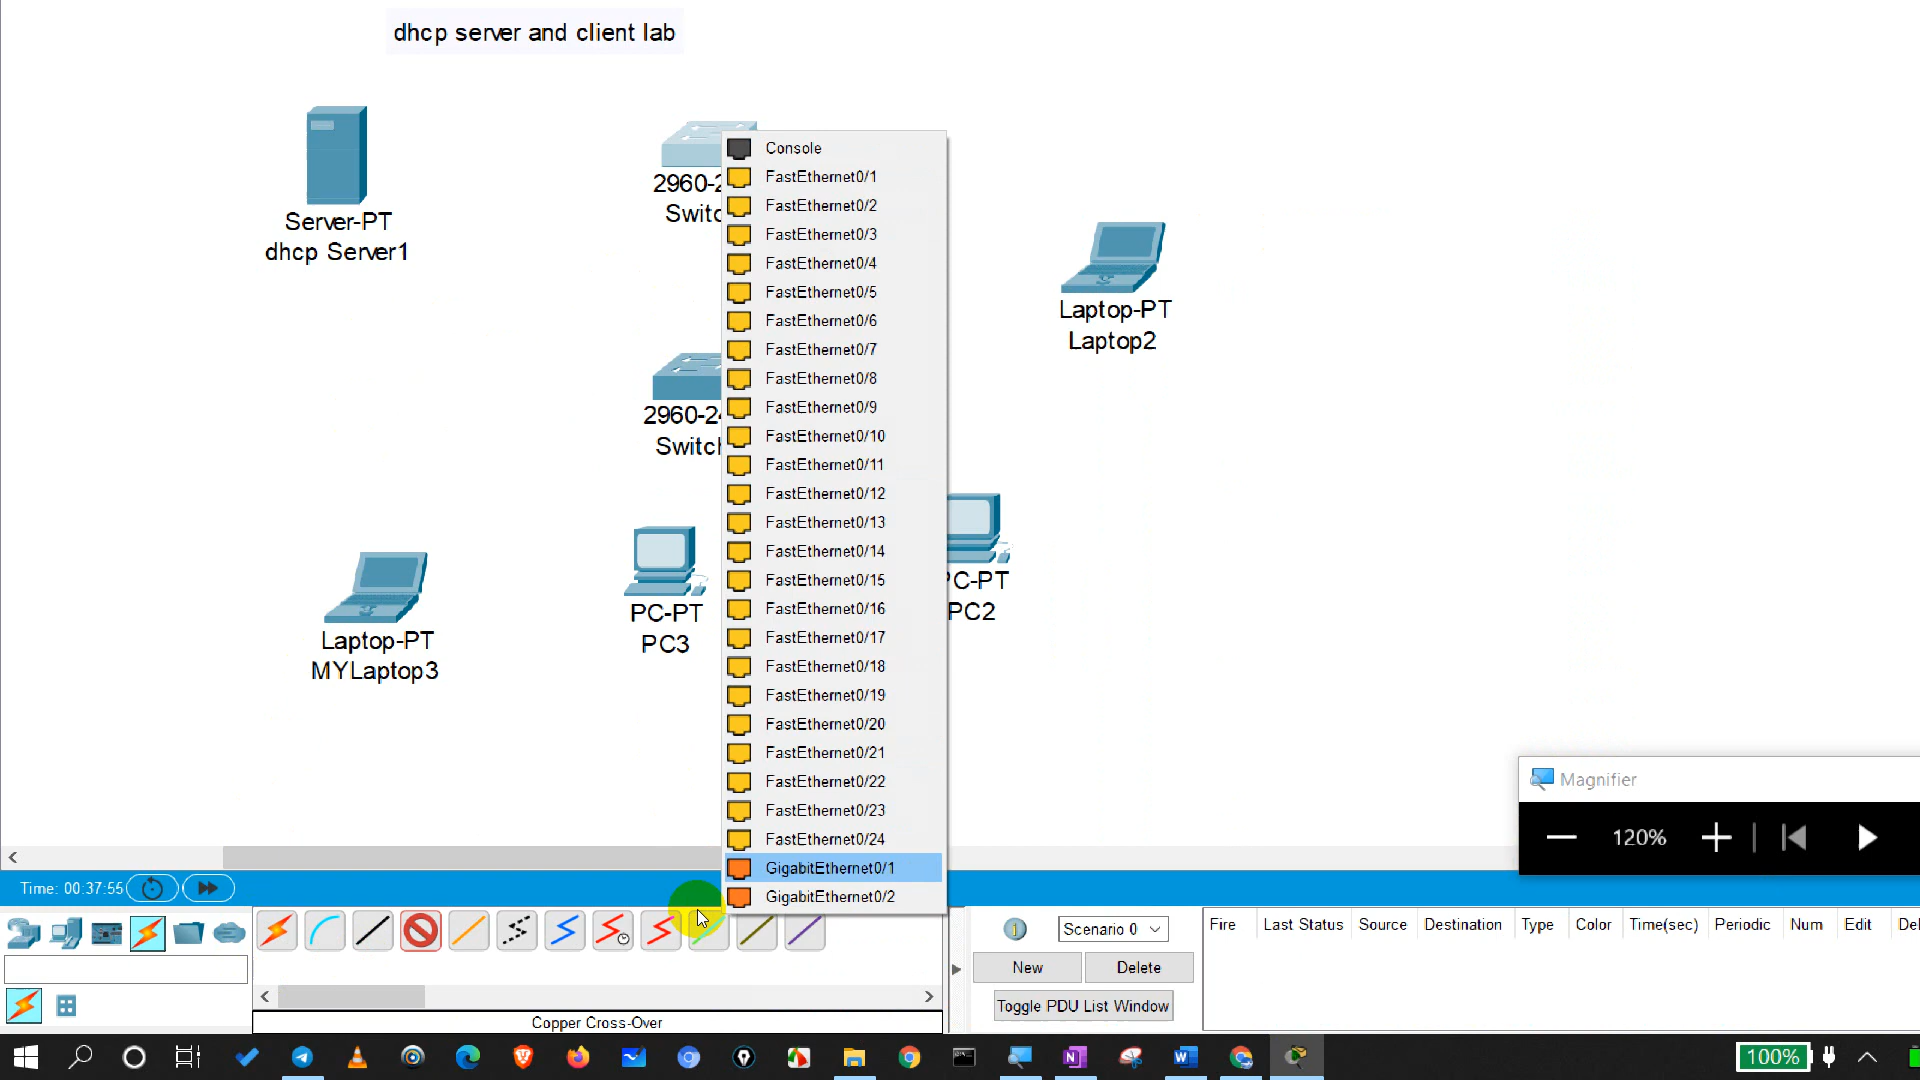 dhcp server and client lab
Server-PT
dhcp Server1
2960-2
Switc
2960-24
Switch
Laptop-PT
Laptop2
Laptop-PT
MYLaptop3
PC-PT
PC3
PC-PT
PC2
Console
FastEthernet0/1
FastEthernet0/2
FastEthernet0/3
FastEthernet0/4
FastEthernet0/5
FastEthernet0/6
FastEthernet0/7
FastEthernet0/8
FastEthernet0/9
FastEthernet0/10
FastEthernet0/11
FastEthernet0/12
FastEthernet0/13
FastEthernet0/14
FastEthernet0/15
FastEthernet0/16
FastEthernet0/17
FastEthernet0/18
FastEthernet0/19
FastEthernet0/20
FastEthernet0/21
FastEthernet0/22
FastEthernet0/23
FastEthernet0/24
GigabitEthernet0/1
GigabitEthernet0/2
Magnifier
120%
Time: 00:37:55
Scenario 0
New Delete
Toggle PDU List Window
Fire Last Status Source Destination Type Color Time(sec) Periodic Num Edit Del
Copper Cross-Over
100%